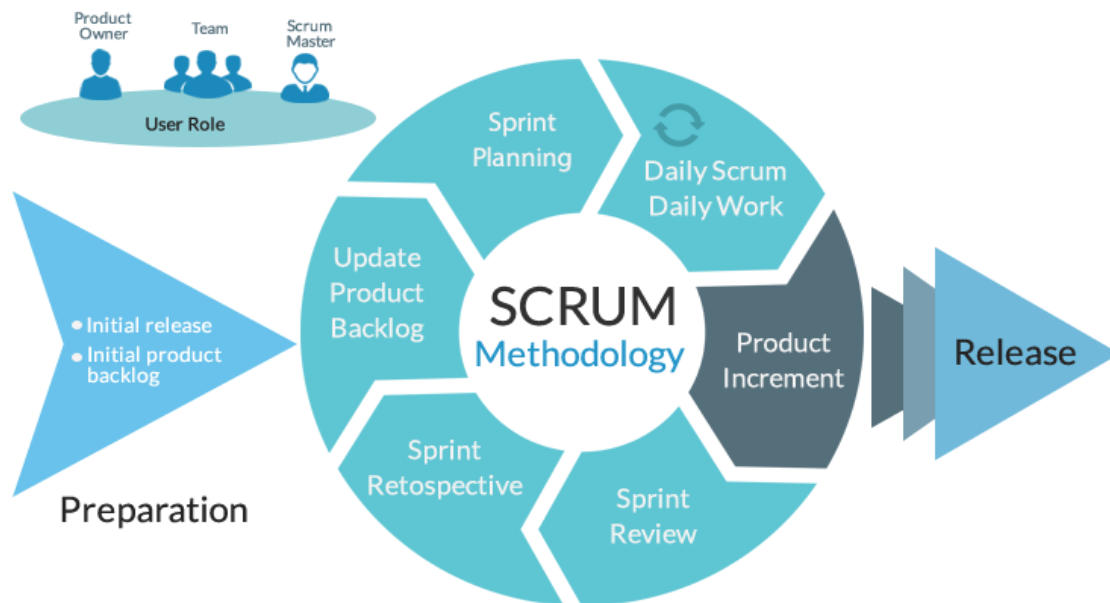 Product
Owner
Team
Scrum
Master
User Role
Sprint
Planning
Daily Scrum
Daily Work
Update
Product
Backlog
SCRUM
Methodology
Product
Increment
Release
• Initial release
• Initial product
backlog
Preparation
Sprint
Retospective
Sprint
Review